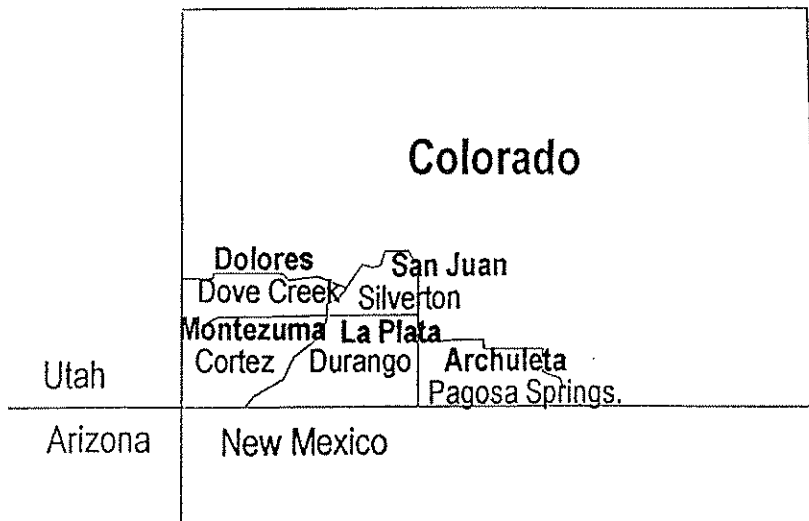 Colorado
Dolores
San Juan
Dove Creek
Silverton
Montezuma
La Plata
Cortez
Durango
Archuleta
Pagosa Springs.
Utah
Arizona
New Mexico